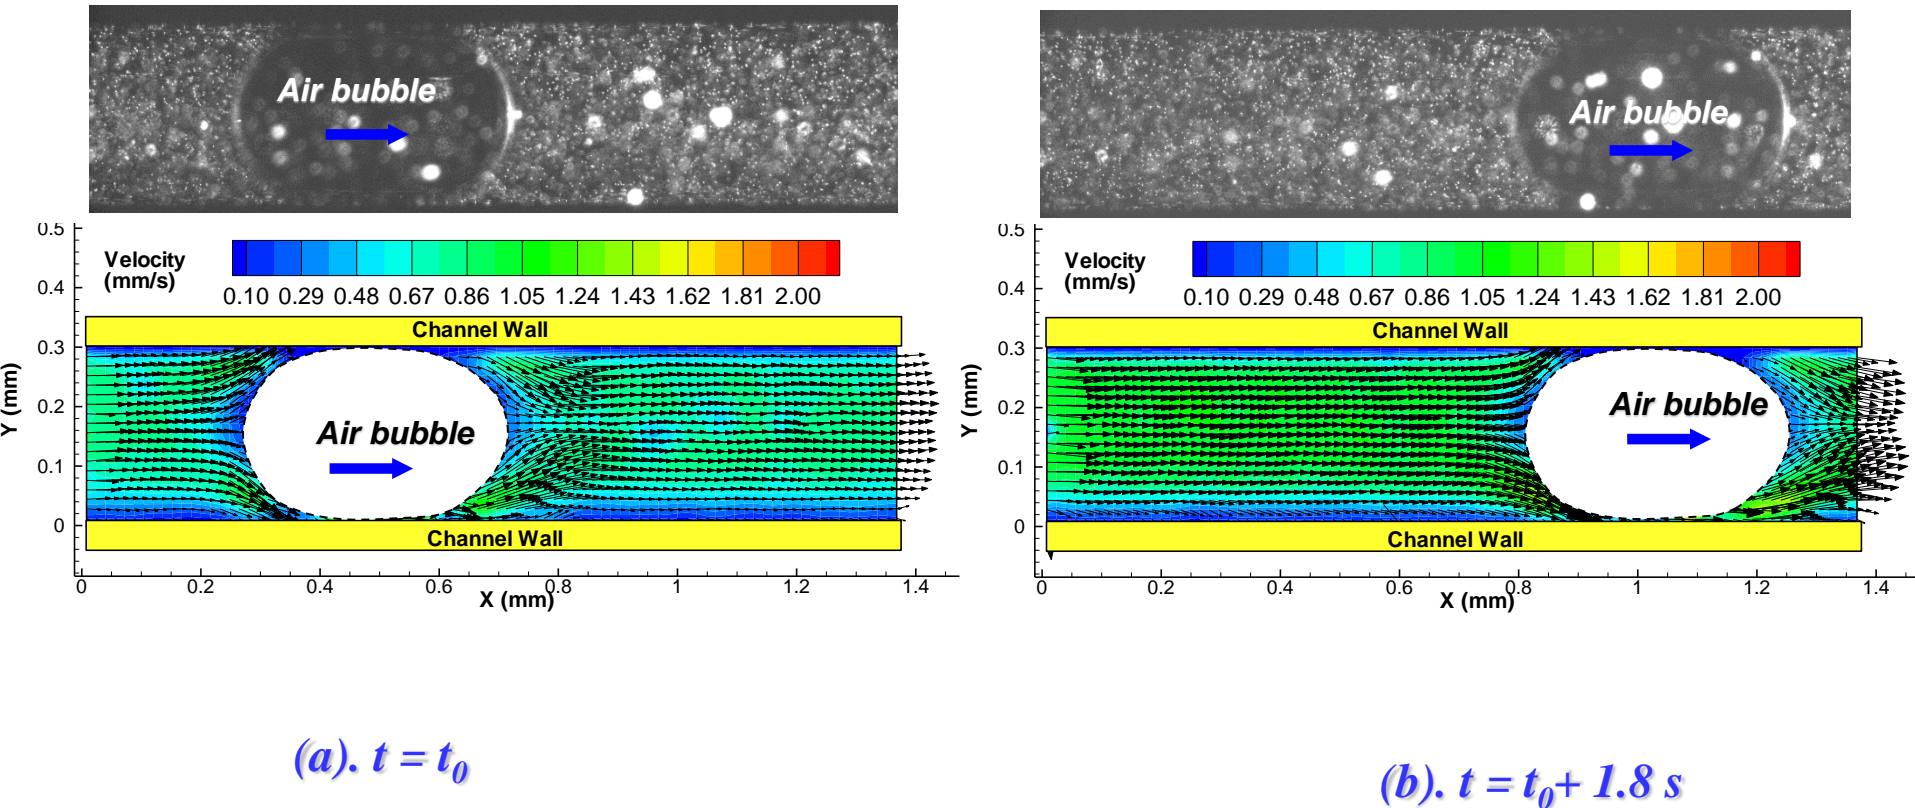 Air bubble
Air bubble
0.5
Velocity
(mm/s)
0.10 0.29 0.48 0.67 0.86 1.05 1.24 1.43 1.62 1.81 2.00
0.4
Channel Wall
0.3
0.2
Air bubble
0.1
0
Channel Wall
Y (mm)
0 0.2 0.4 0.6 0.8 1 1.2 1.4
X (mm)
0.5
Velocity
(mm/s)
0.10 0.29 0.48 0.67 0.86 1.05 1.24 1.43 1.62 1.81 2.00
0.4
Channel Wall
0.3
Air bubble
0.2
0.1
0
Channel Wall
Y (mm)
0 0.2 0.4 0.6 0.8 1 1.2 1.4
X (mm)
(a). t = t₀
(b). t = t₀+ 1.8 s